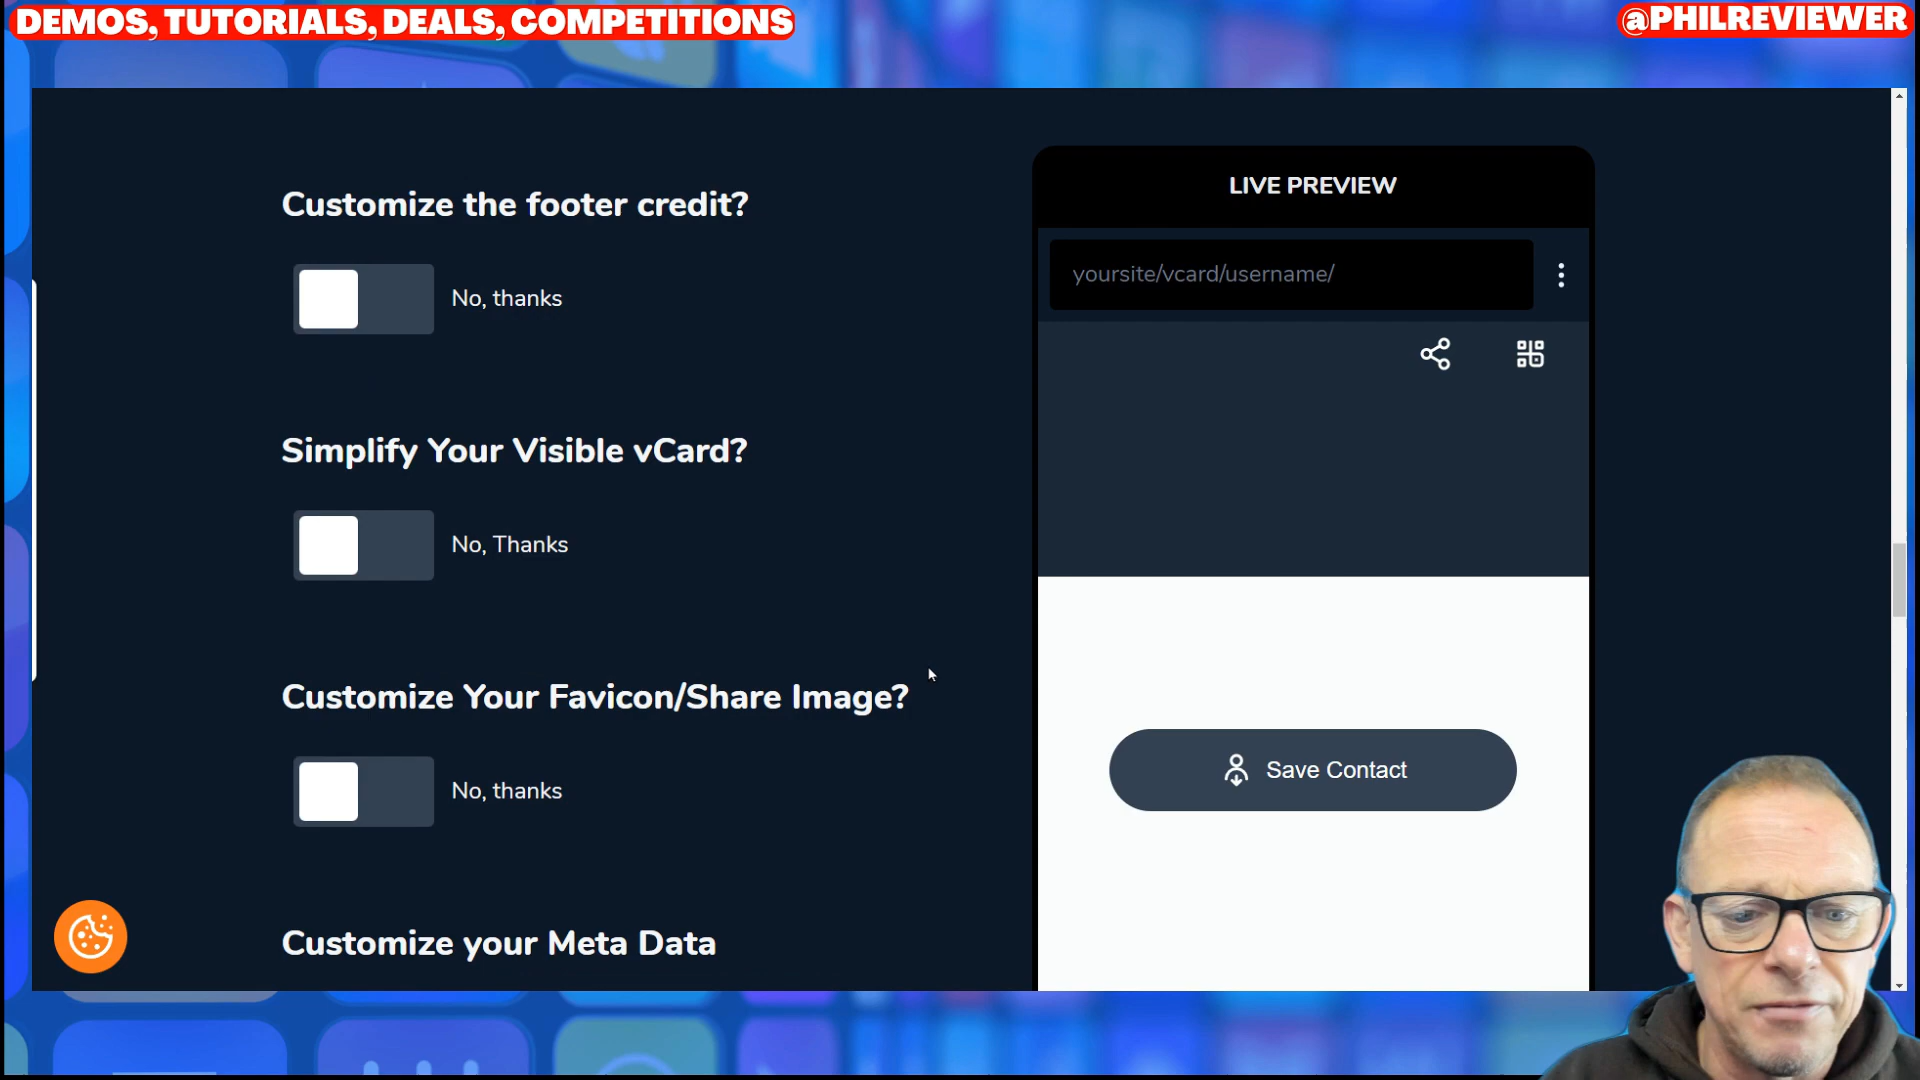 DEMOS, TUTORIALS, DEALS, COMPETITIONS
@PHILREVIEWER
Customize the footer credit?
No, thanks
Simplify Your Visible vCard?
No, Thanks
Customize Your Favicon/Share Image?
No, thanks
Customize your Meta Data
LIVE PREVIEW
yoursite/vcard/username/
Save Contact